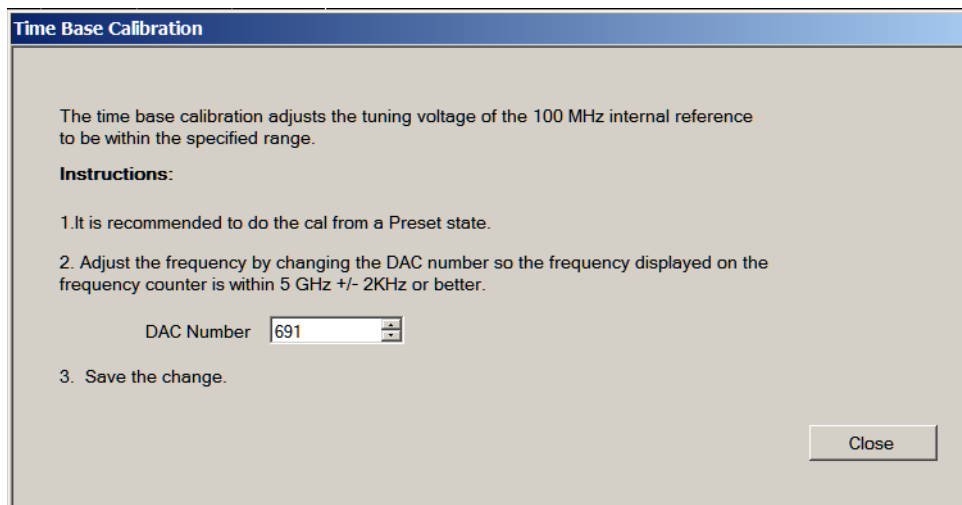 Time Base Calibration
The time base calibration adjusts the tuning voltage of the 100 MHz internal reference
to be within the specified range.
Instructions:
1.It is recommended to do the cal from a Preset state.
2. Adjust the frequency by changing the DAC number so the frequency displayed on the
frequency counter is within 5 GHz +/- 2KHz or better.
DAC Number 691
3. Save the change.
Close